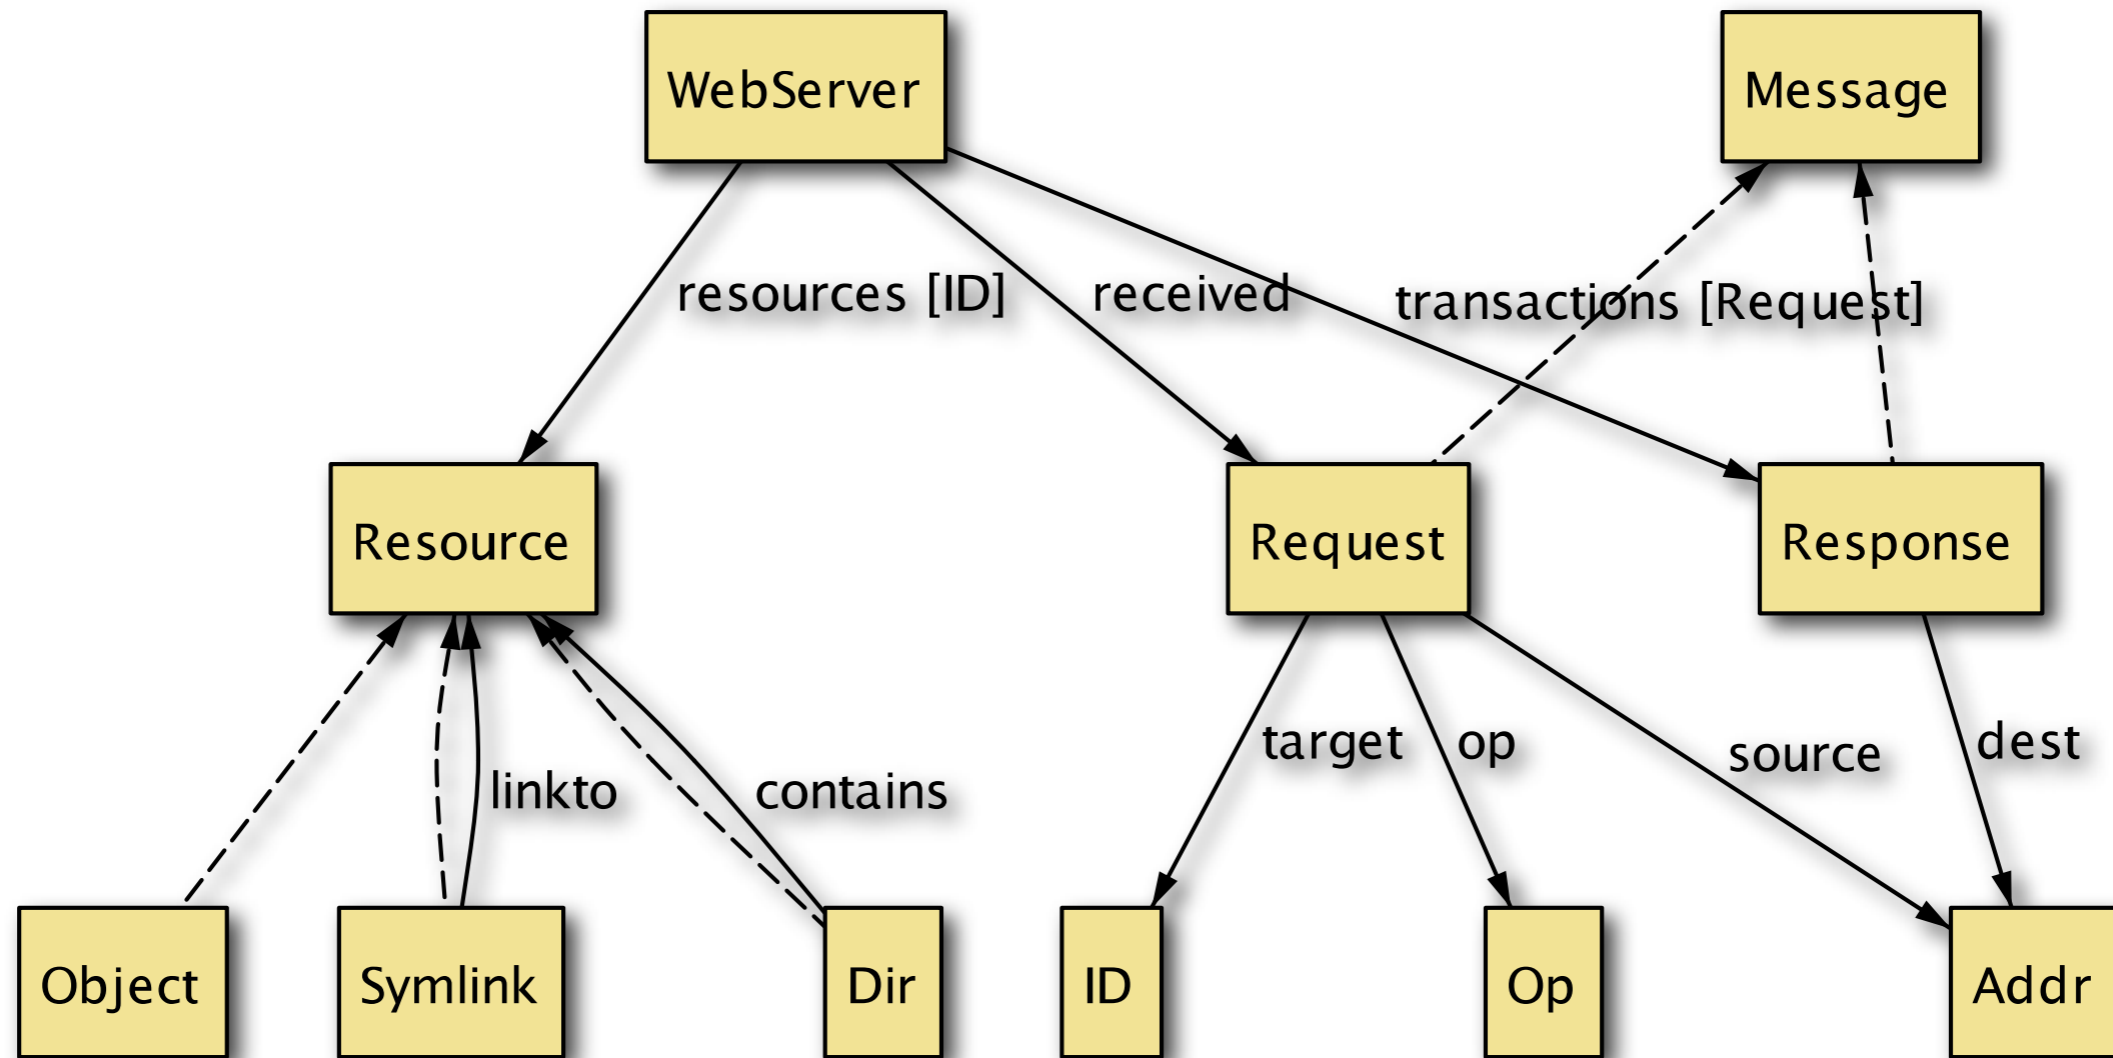 WebServer
Message
resources [ID]
received
transactions [Request]
Resource
Request
Response
target
op
source
dest
linkto
contains
Object
Symlink
Dir
ID
Op
Addr